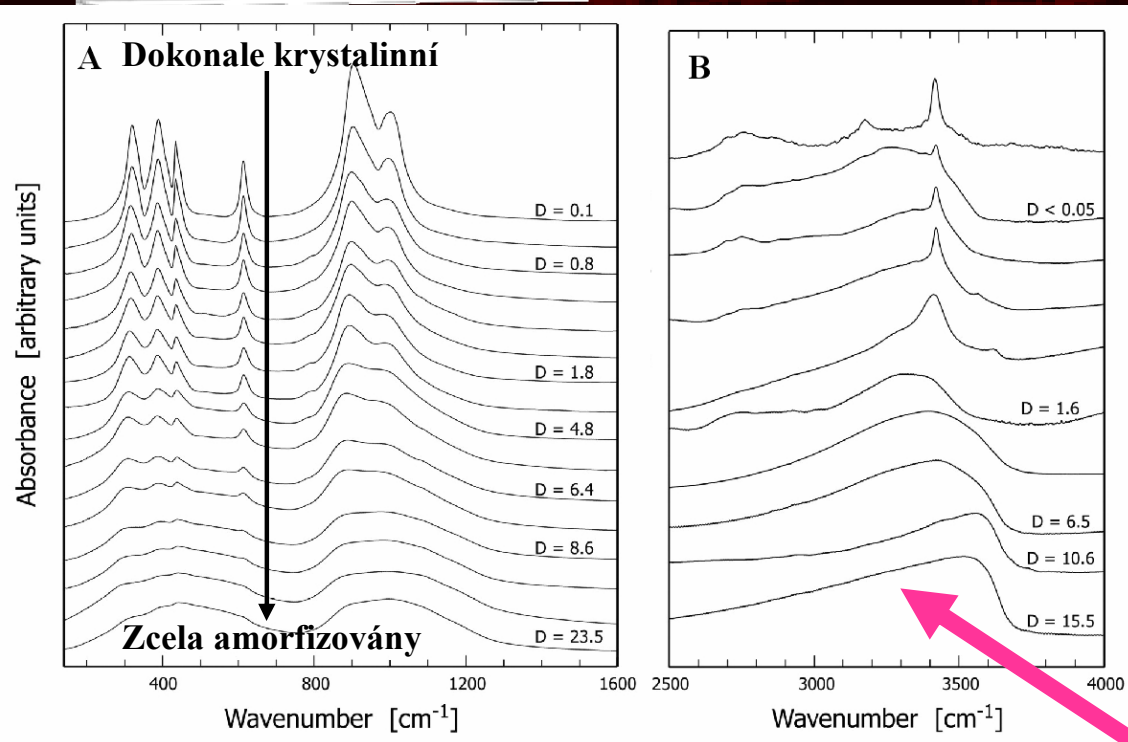 A Dokonale krystalinní
D = 0.1
D = 0.8
D = 1.8
D = 4.8
D = 6.4
D = 8.6
Zcela amorfizovány
D = 23.5
400
800
1200
1600
Wavenumber [cm⁻¹]
Absorbance [arbitrary units]
B
D < 0.05
D = 1.6
D = 6.5
D = 10.6
D = 15.5
2500
3000
3500
4000
Wavenumber [cm⁻¹]